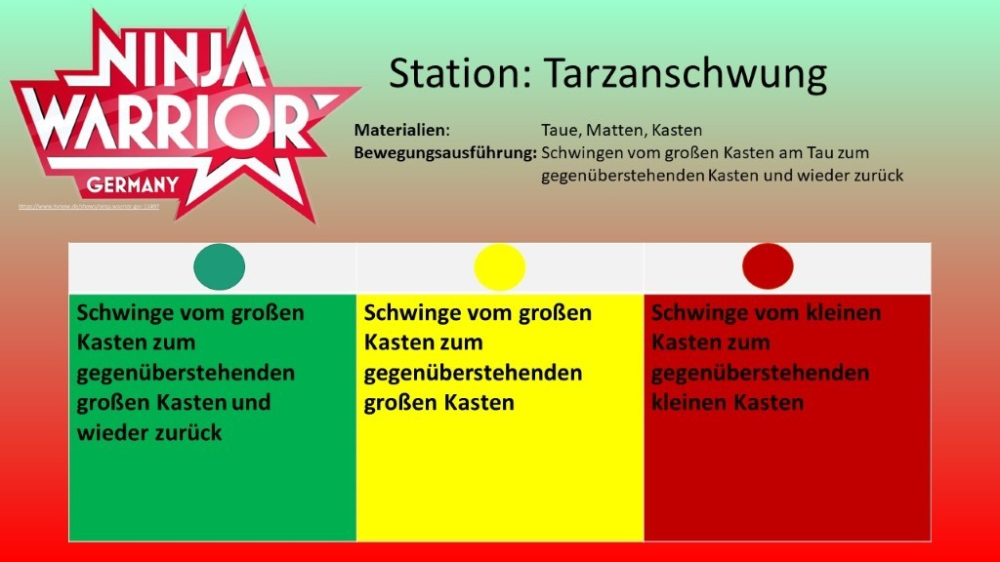 NINJA
WARRIOR
GERMANY
Station: Tarzanschwung
Materialien: Taue, Matten, Kasten
Bewegungsausführung: Schwingen vom großen Kasten am Tau zum
gegenüberstehenden Kasten und wieder zurück
Schwinge vom großen
Kasten zum
gegenüberstehenden
großen Kasten und
wieder zurück
Schwinge vom großen
Kasten zum
gegenüberstehenden
großen Kasten
Schwinge vom kleinen
Kasten zum
gegenüberstehenden
kleinen Kasten